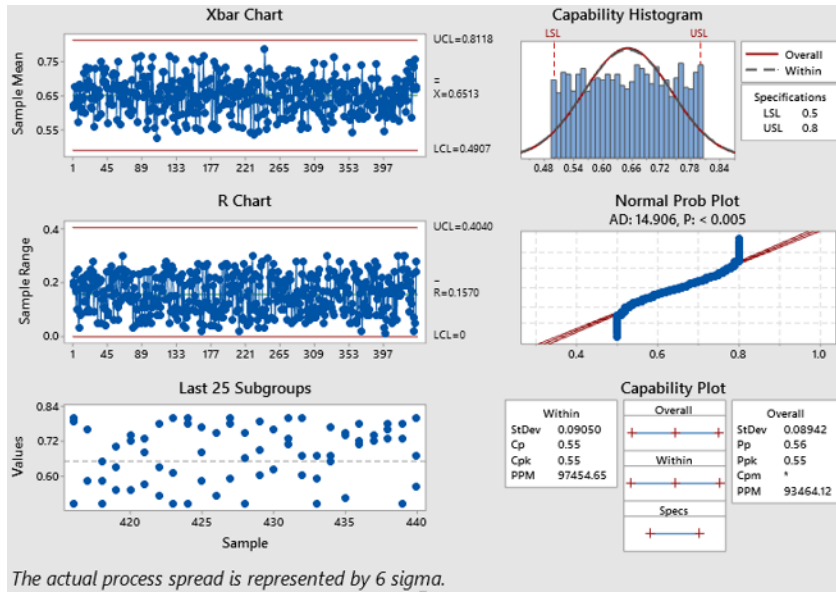 Xbar Chart
Sample Mean
0.75
0.65
0.55
UCL=0.8118
=
X=0.6513
LCL=0.4907
1 45 89 133 177 221 265 309 353 397
Capability Histogram
LSL USL
0.48 0.54 0.60 0.66 0.72 0.78 0.84
Overall
Within
Specifications
LSL 0.5
USL 0.8
R Chart
Sample Range
0.4
0.2
0.0
UCL=0.4040
–
R=0.1570
LCL=0
1 45 89 133 177 221 265 309 353 397
Normal Prob Plot
AD: 14.906, P: < 0.005
0.4 0.6 0.8 1.0
Last 25 Subgroups
Values
0.84
0.72
0.60
420 425 430 435 440
Sample
Capability Plot
Within
StDev 0.09050
Cp 0.55
Cpk 0.55
PPM 97454.65
Overall
Within
Specs
Overall
StDev 0.08942
Pp 0.56
Ppk 0.55
Cpm *
PPM 93464.12
The actual process spread is represented by 6 sigma.